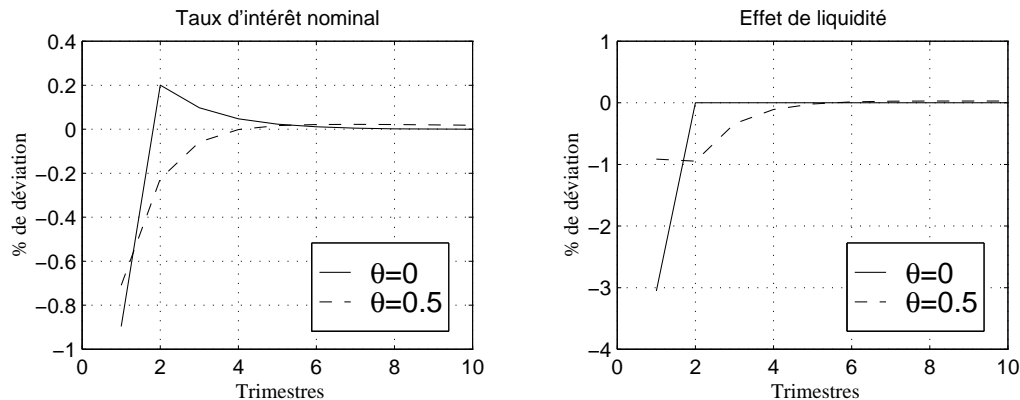 Taux d'intérêt nominal
0.4
0.2
0
−0.2
−0.4
−0.6
−0.8
−1
0 2 4 6 8 10
% de déviation
Trimestres
θ=0
θ=0.5
Effet de liquidité
1
0
−1
−2
−3
−4
0 2 4 6 8 10
% de déviation
Trimestres
θ=0
θ=0.5